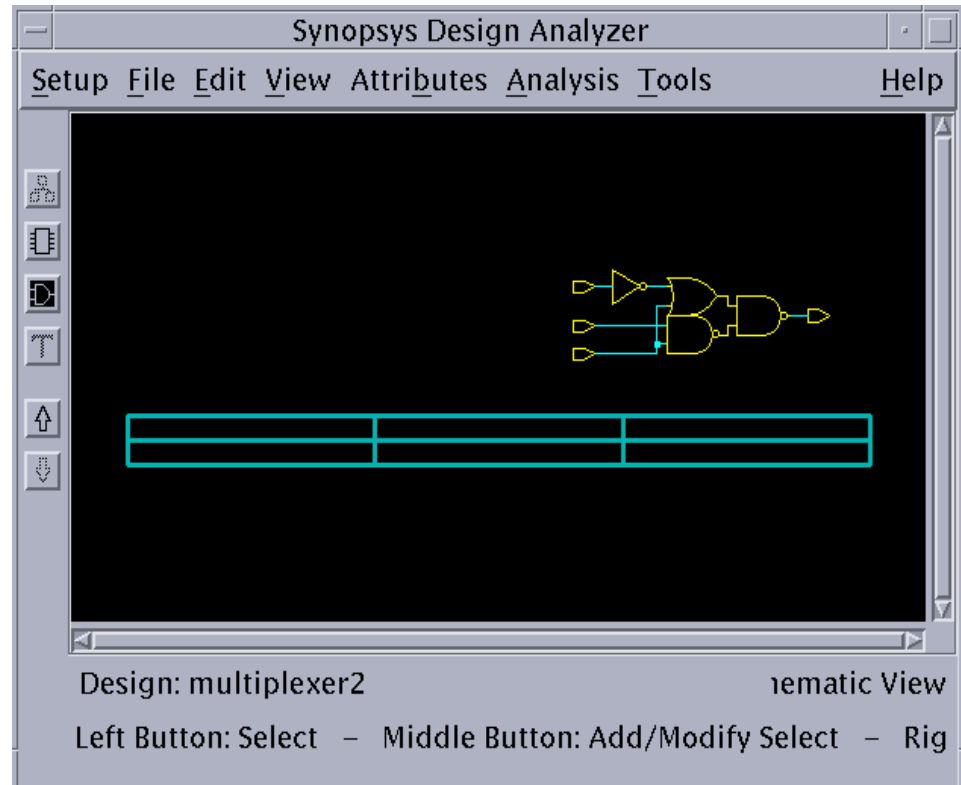 Synopsys Design Analyzer
Setup File Edit View Attributes Analysis Tools Help
Design: multiplexer2 nematic View
Left Button: Select – Middle Button: Add/Modify Select – Rig